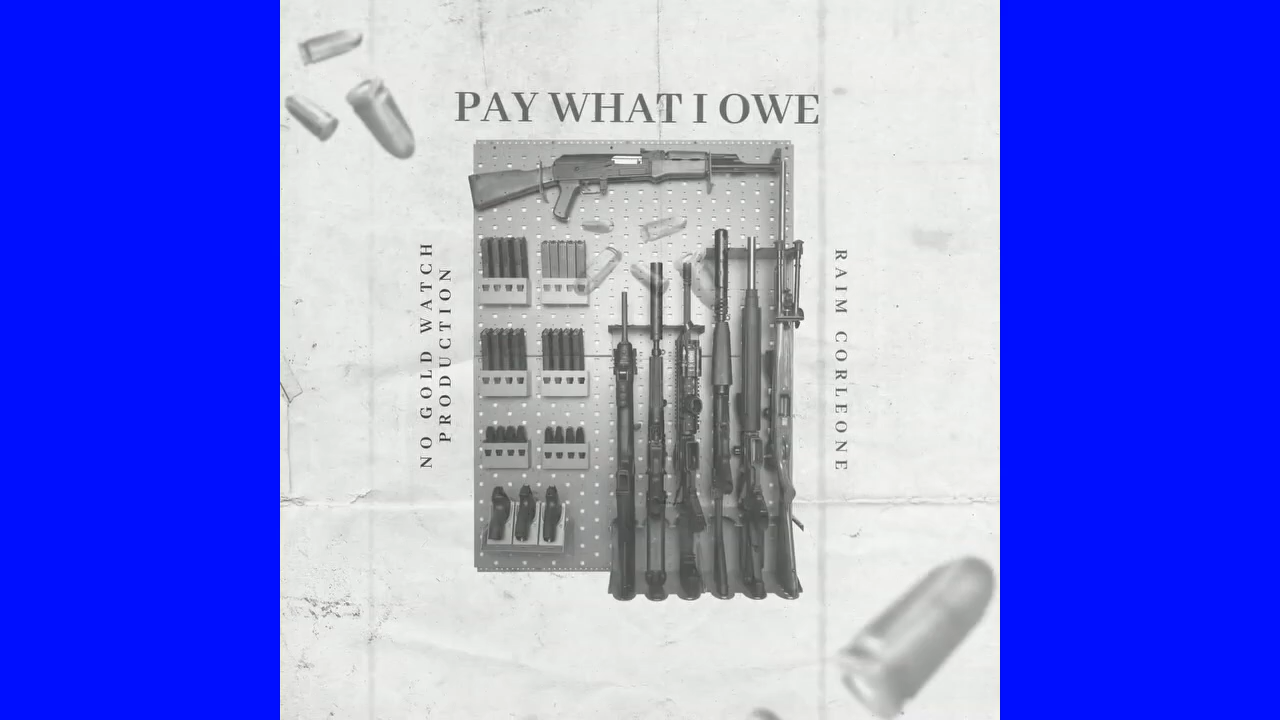 PAY WHAT I OWE
NO GOLD WATCH
PRODUCTION
RAIM CORLEONE